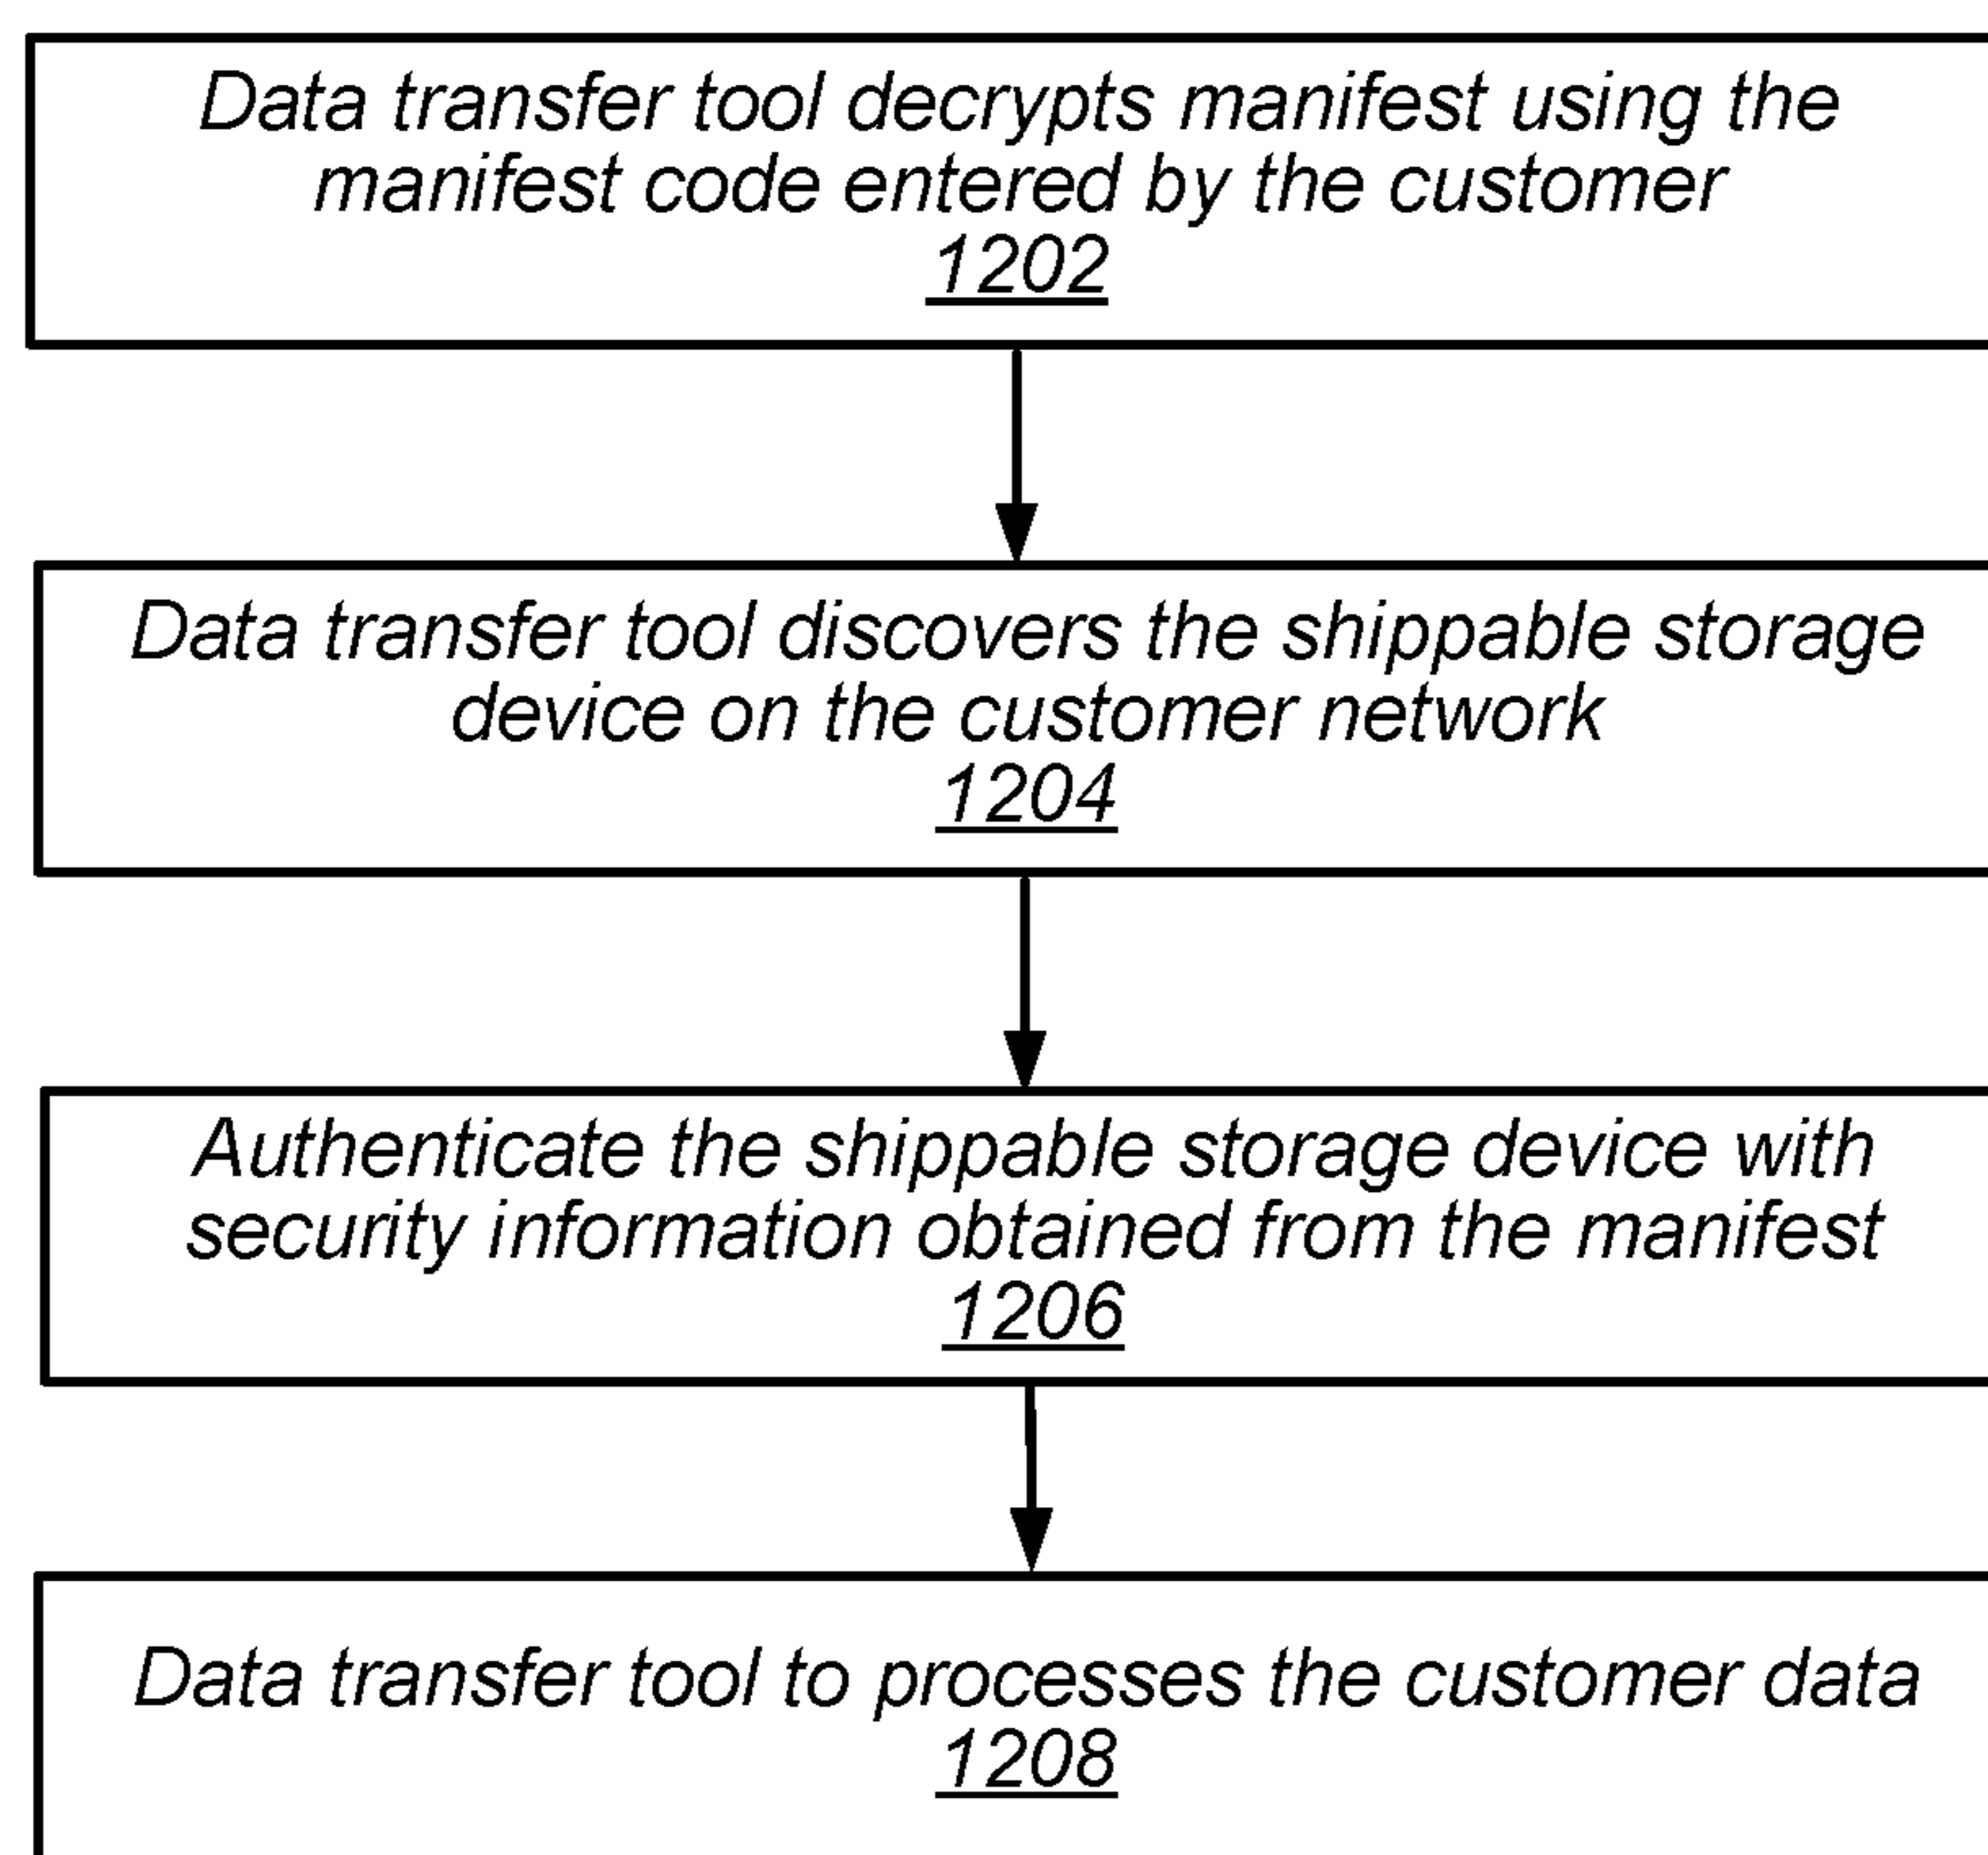 Data transfer tool decrypts manifest using the
manifest code entered by the customer
1202
Data transfer tool discovers the shippable storage
device on the customer network
1204
Authenticate the shippable storage device with
security information obtained from the manifest
1206
Data transfer tool to processes the customer data
1208